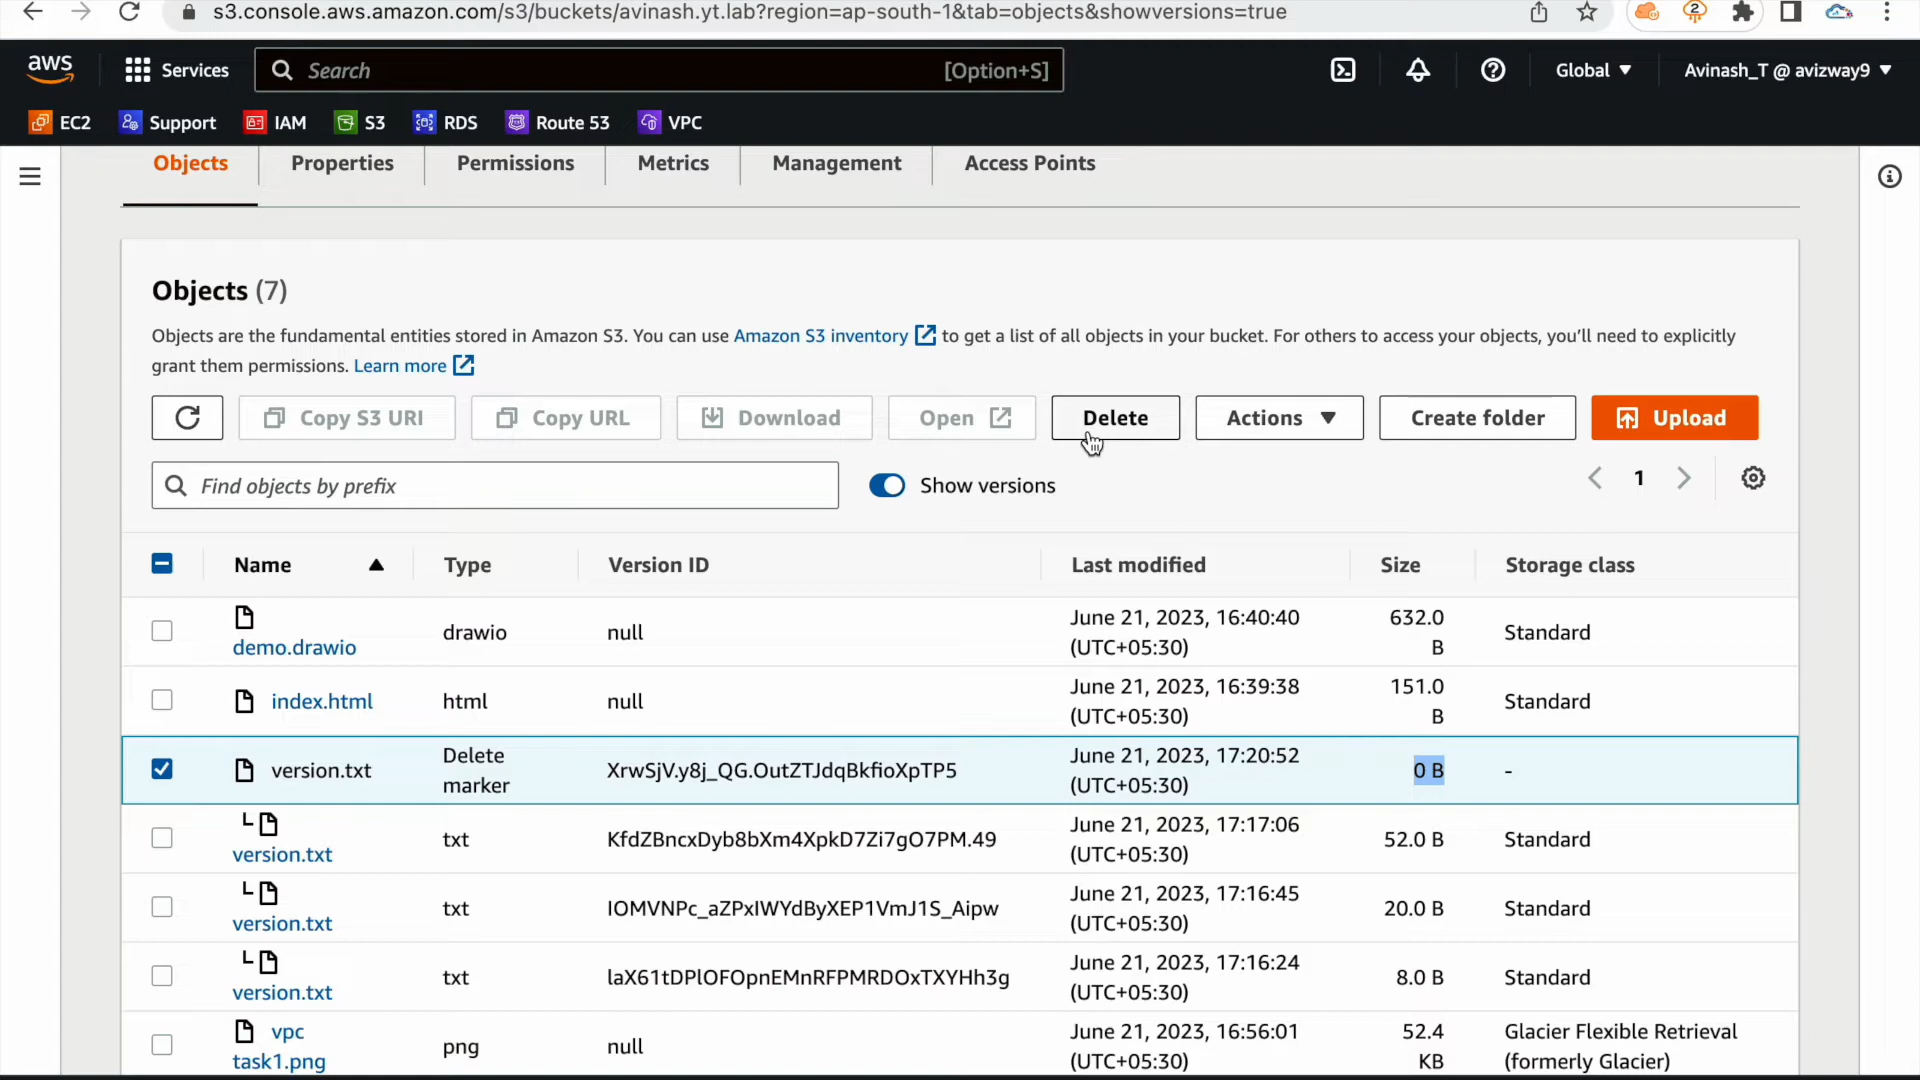 s3.console.aws.amazon.com/s3/buckets/avinash.yt.lab?region=ap-south-1&tab=objects&showversions=true
2
aws
Services
Search
[Option+S]
Global
Avinash_T @ avizway9
EC2
Support
IAM
S3
RDS
Route 53
VPC
Objects
Properties
Permissions
Metrics
Management
Access Points
Objects (7)
Objects are the fundamental entities stored in Amazon S3. You can use Amazon S3 inventory to get a list of all objects in your bucket. For others to access your objects, you’ll need to explicitly
grant them permissions. Learn more
Copy S3 URI
Copy URL
Download
Open
Delete
Actions
Create folder
Upload
Find objects by prefix
Show versions
1
Name Type Version ID Last modified Size Storage class
June 21, 2023, 16:40:40 632.0
demo.drawio drawio null (UTC+05:30) B Standard
June 21, 2023, 16:39:38 151.0
index.html html null (UTC+05:30) B Standard
Delete June 21, 2023, 17:20:52
version.txt marker XrwSjV.y8j_QG.OutZTJdqBkfioXpTP5 (UTC+05:30) 0 B -
June 21, 2023, 17:17:06
version.txt txt KfdZBncxDyb8bXm4XpkD7Zi7gO7PM.49 (UTC+05:30) 52.0 B Standard
June 21, 2023, 17:16:45
version.txt txt IOMVNPc_aZPxIWYdByXEP1VmJ1S_Aipw (UTC+05:30) 20.0 B Standard
June 21, 2023, 17:16:24
version.txt txt laX61tDPlOFOpnEMnRFPMRDOxTXYHh3g (UTC+05:30) 8.0 B Standard
vpc June 21, 2023, 16:56:01 52.4 Glacier Flexible Retrieval
task1.png png null (UTC+05:30) KB (formerly Glacier)